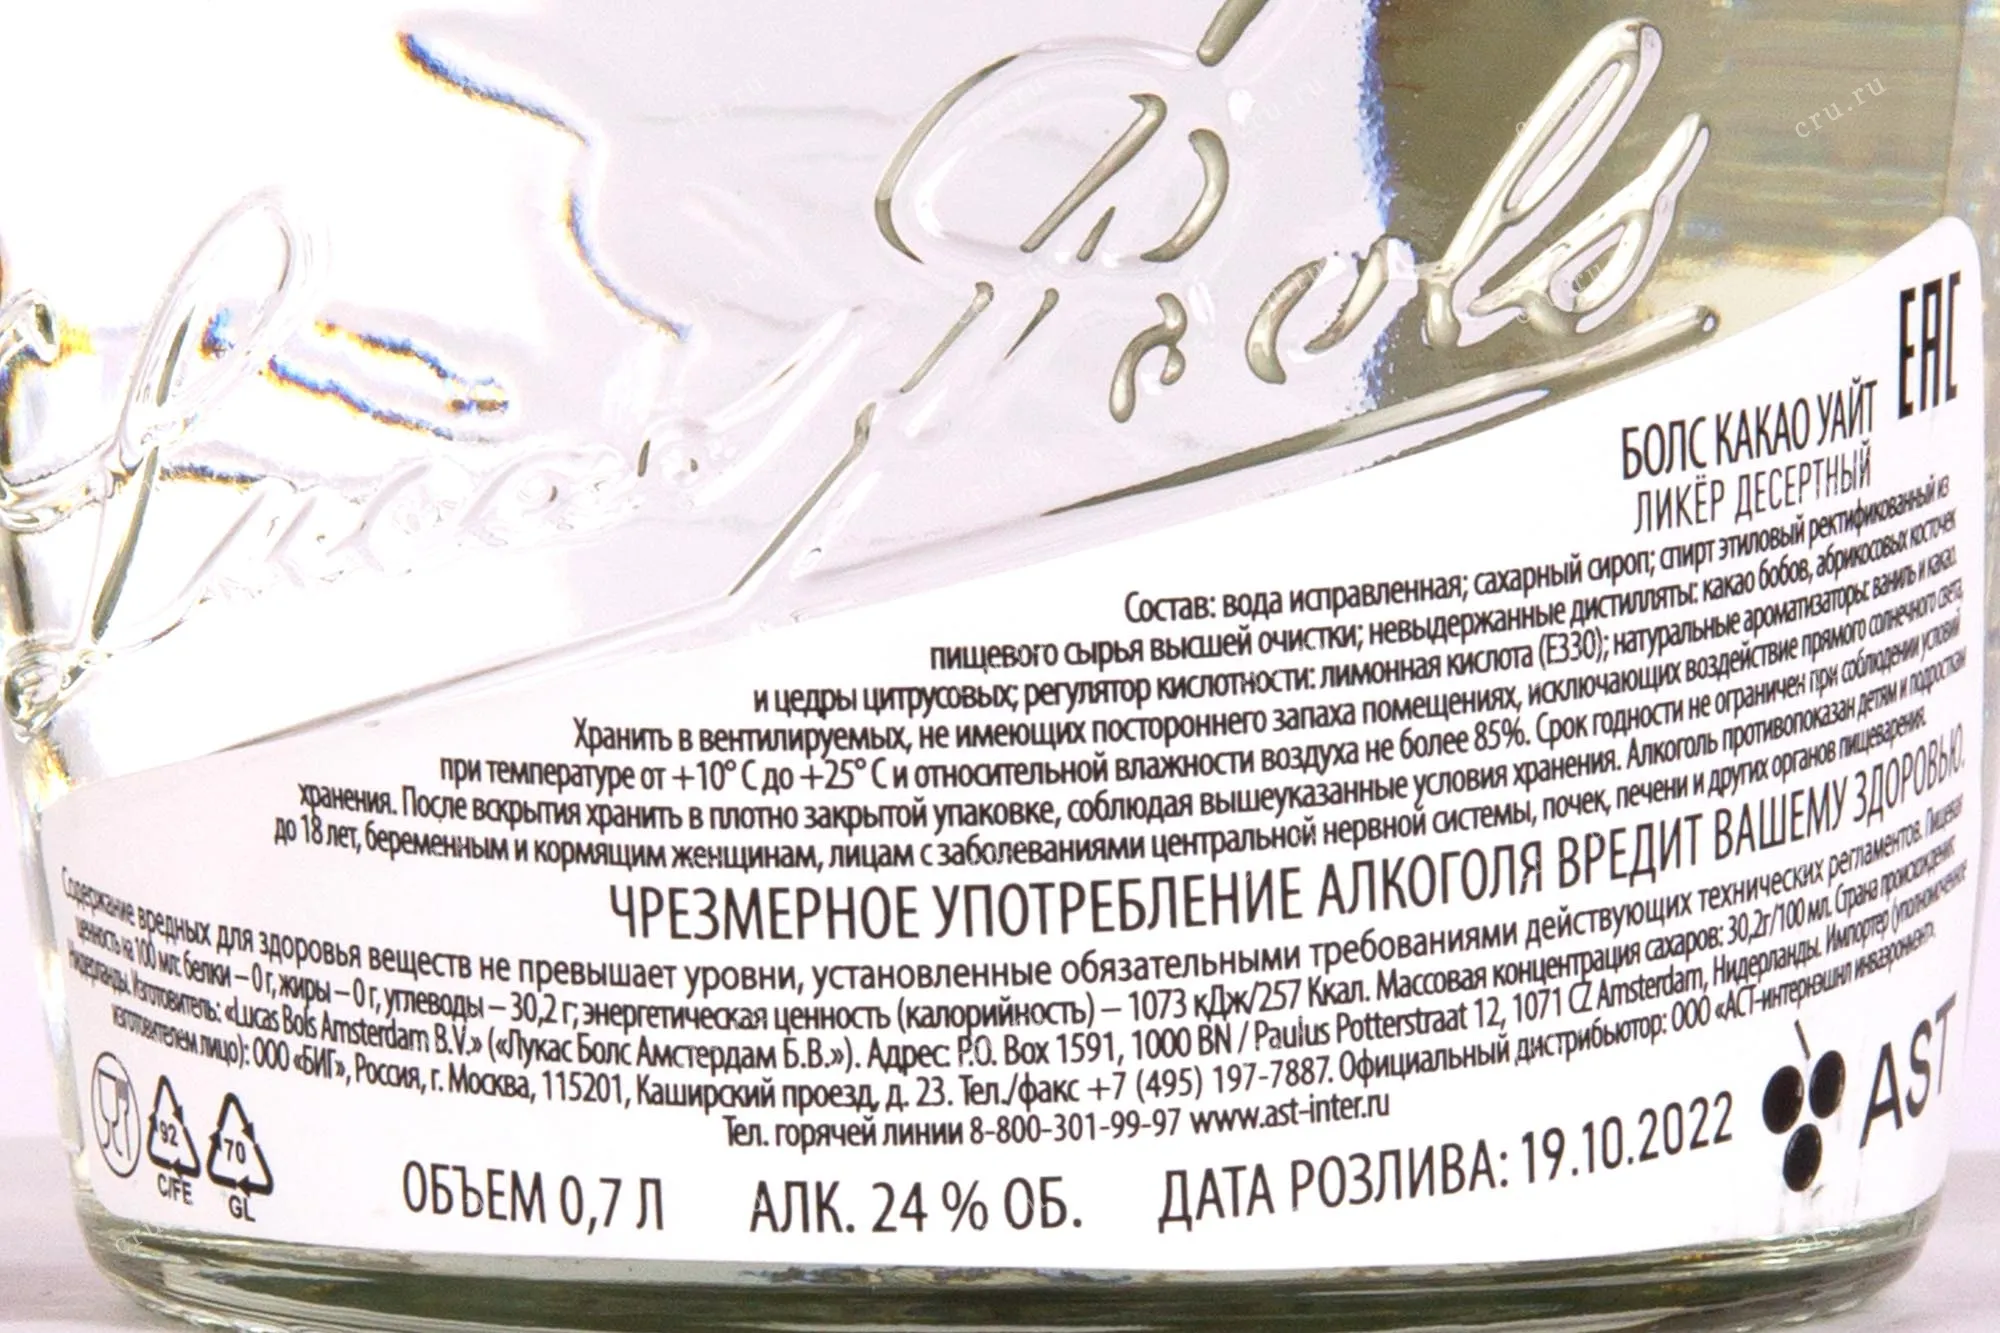 Lucas Bols
ЕАС
БОЛС КАКАО УАЙТ
ЛИКЁР ДЕСЕРТНЫЙ
Состав: вода исправленная; сахарный сироп; спирт этиловый ректификованный из
пищевого сырья высшей очистки; невыдержанные дистилляты: какао бобов, абрикосовых косточек
и цедры цитрусовых; регулятор кислотности: лимонная кислота (Е330); натуральные ароматизаторы: ваниль и какао.
Хранить в вентилируемых, не имеющих постороннего запаха помещениях, исключающих воздействие прямого солнечного света,
при температуре от +10° С до +25° С и относительной влажности воздуха не более 85%. Срок годности не ограничен при соблюдении условий
хранения. После вскрытия хранить в плотно закрытой упаковке, соблюдая вышеуказанные условия хранения. Алкоголь противопоказан детям и подросткам
до 18 лет, беременным и кормящим женщинам, лицам с заболеваниями центральной нервной системы, почек, печени и других органов пищеварения.
ЧРЕЗМЕРНОЕ УПОТРЕБЛЕНИЕ АЛКОГОЛЯ ВРЕДИТ ВАШЕМУ ЗДОРОВЬЮ.
Содержание вредных для здоровья веществ не превышает уровни, установленные обязательными требованиями действующих технических регламентов. Пищевая
ценность на 100 мл: белки – 0 г, жиры – 0 г, углеводы – 30,2 г; энергетическая ценность (калорийность) – 1073 кДж/257 Ккал. Массовая концентрация сахаров: 30,2г/100 мл. Страна происхождения:
Нидерланды. Изготовитель: «Lucas Bols Amsterdam B.V.» («Лукас Болс Амстердам Б.В.»). Адрес: P.O. Box 1591, 1000 BN / Paulus Potterstraat 12, 1071 CZ Amsterdam, Нидерланды. Импортер (уполномоченное
изготовителем лицо): ООО «БИГ», Россия, г. Москва, 115201, Каширский проезд, д. 23. Тел./факс +7 (495) 197-7887. Официальный дистрибьютор: ООО «АСТ-интернэшнл инваэронмент».
Тел. горячей линии 8-800-301-99-97 www.ast-inter.ru
92
C/FE
70
GL
ОБЪЕМ 0,7 Л АЛК. 24 % ОБ. ДАТА РОЗЛИВА: 19.10.2022
AST
cru.ru